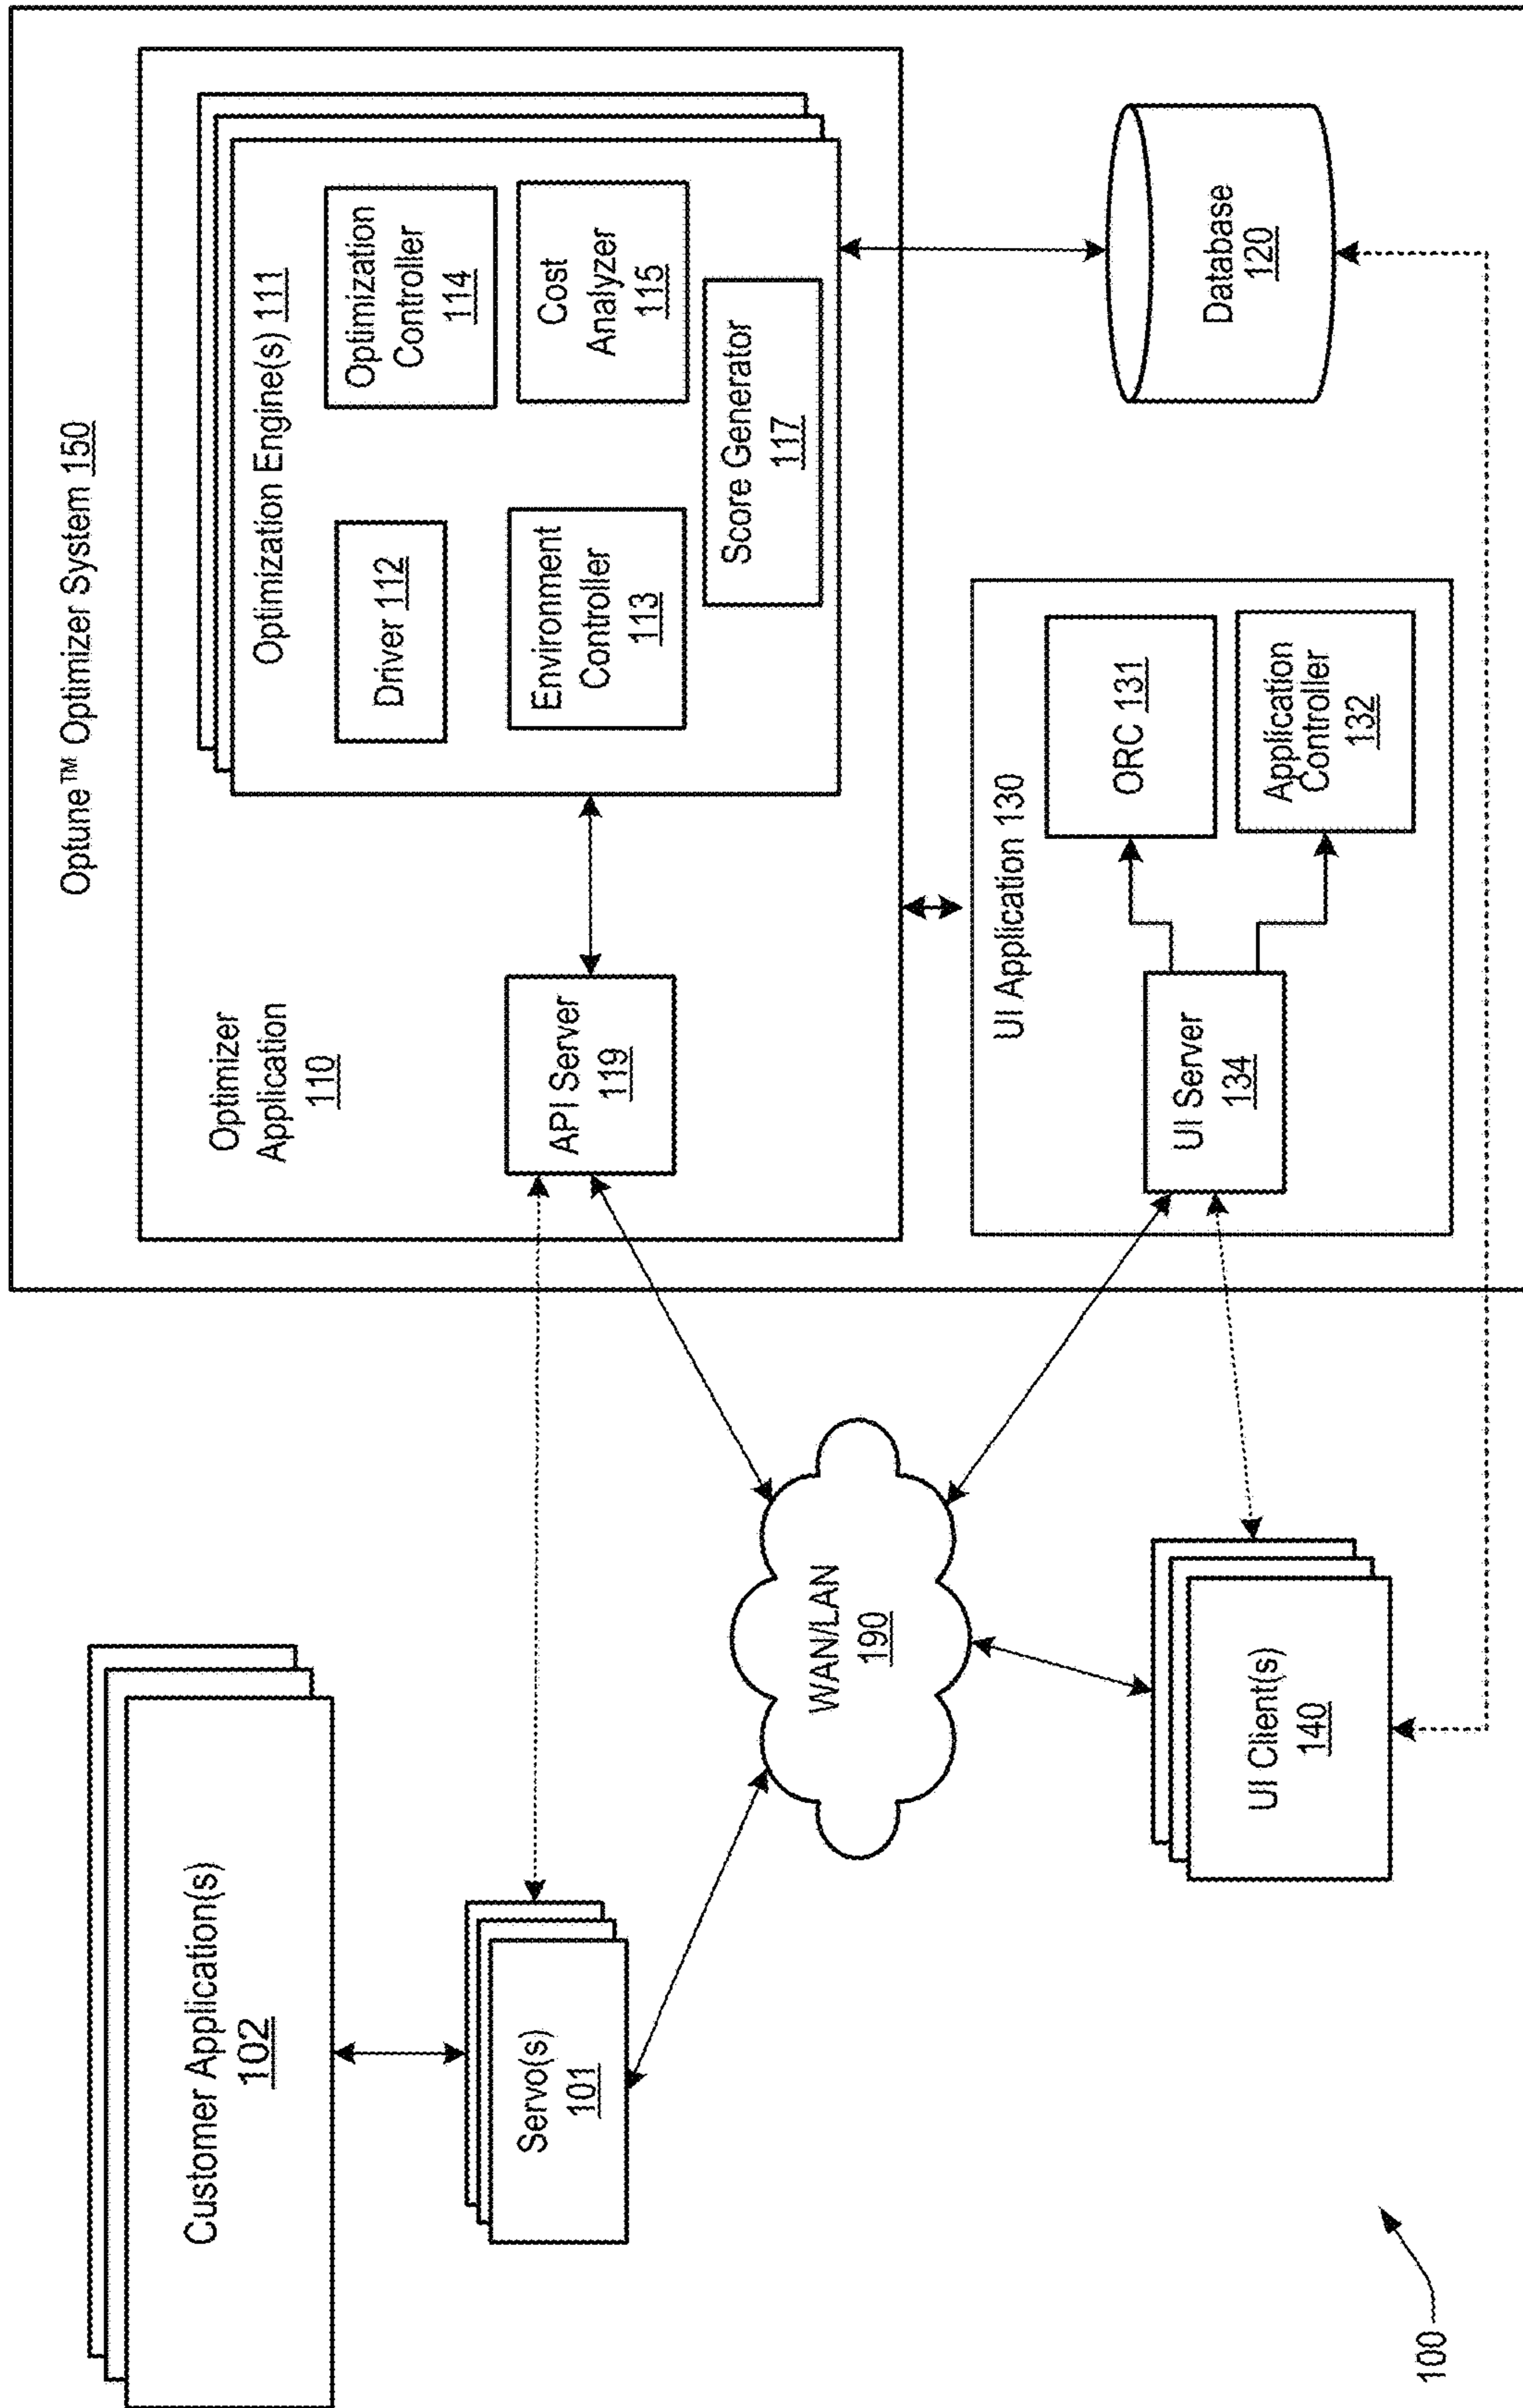 Optune™ Optimizer System 150
Optimizer
Application
110
Optimization Engine(s) 111
Driver 112
Optimization
Controller
114
Environment
Controller
113
Cost
Analyzer
115
Score Generator
117
API Server
119
Customer Application(s)
102
Servo(s)
101
WAN/LAN
190
UI Application 130
UI Server
134
ORC 131
Application
Controller
132
Database
120
UI Client(s)
140
100